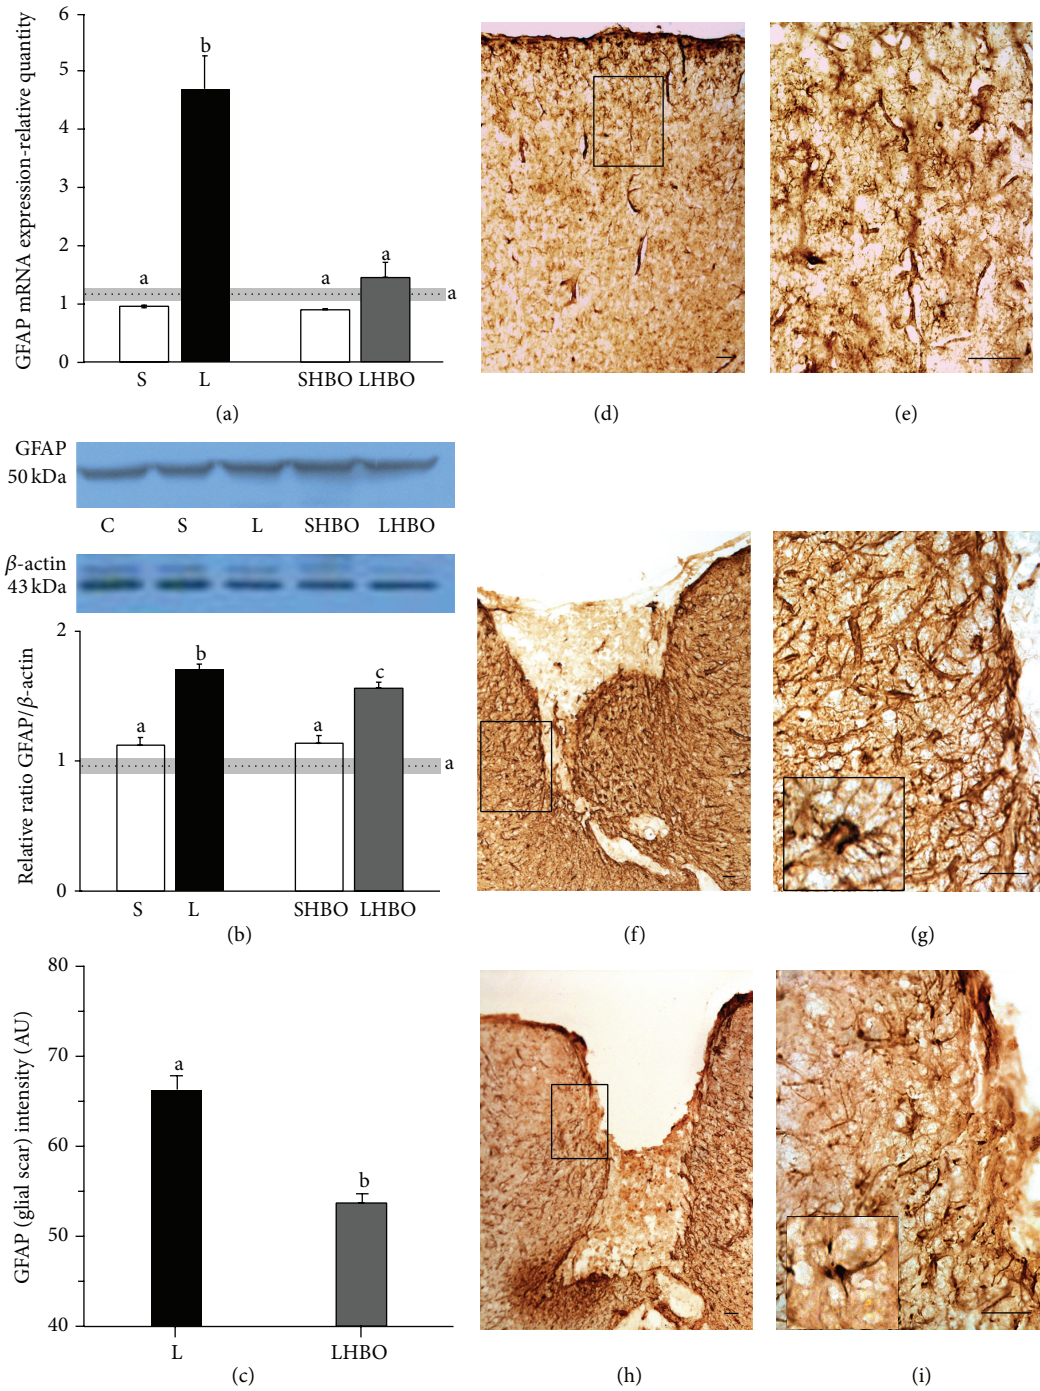 GFAP mRNA expression-relative quantity
6
5
4
3
2
1
0
b
a
a
a
a
S
L
SHBO
LHBO
(a)
(d)
(e)
GFAP
50 kDa
C
S
L
SHBO
LHBO
β-actin
43 kDa
Relative ratio GFAP/β-actin
2
1
0
a
b
a
c
a
S
L
SHBO
LHBO
(b)
(f)
(g)
GFAP (glial scar) intensity (AU)
80
70
60
50
40
a
b
L
LHBO
(c)
(h)
(i)